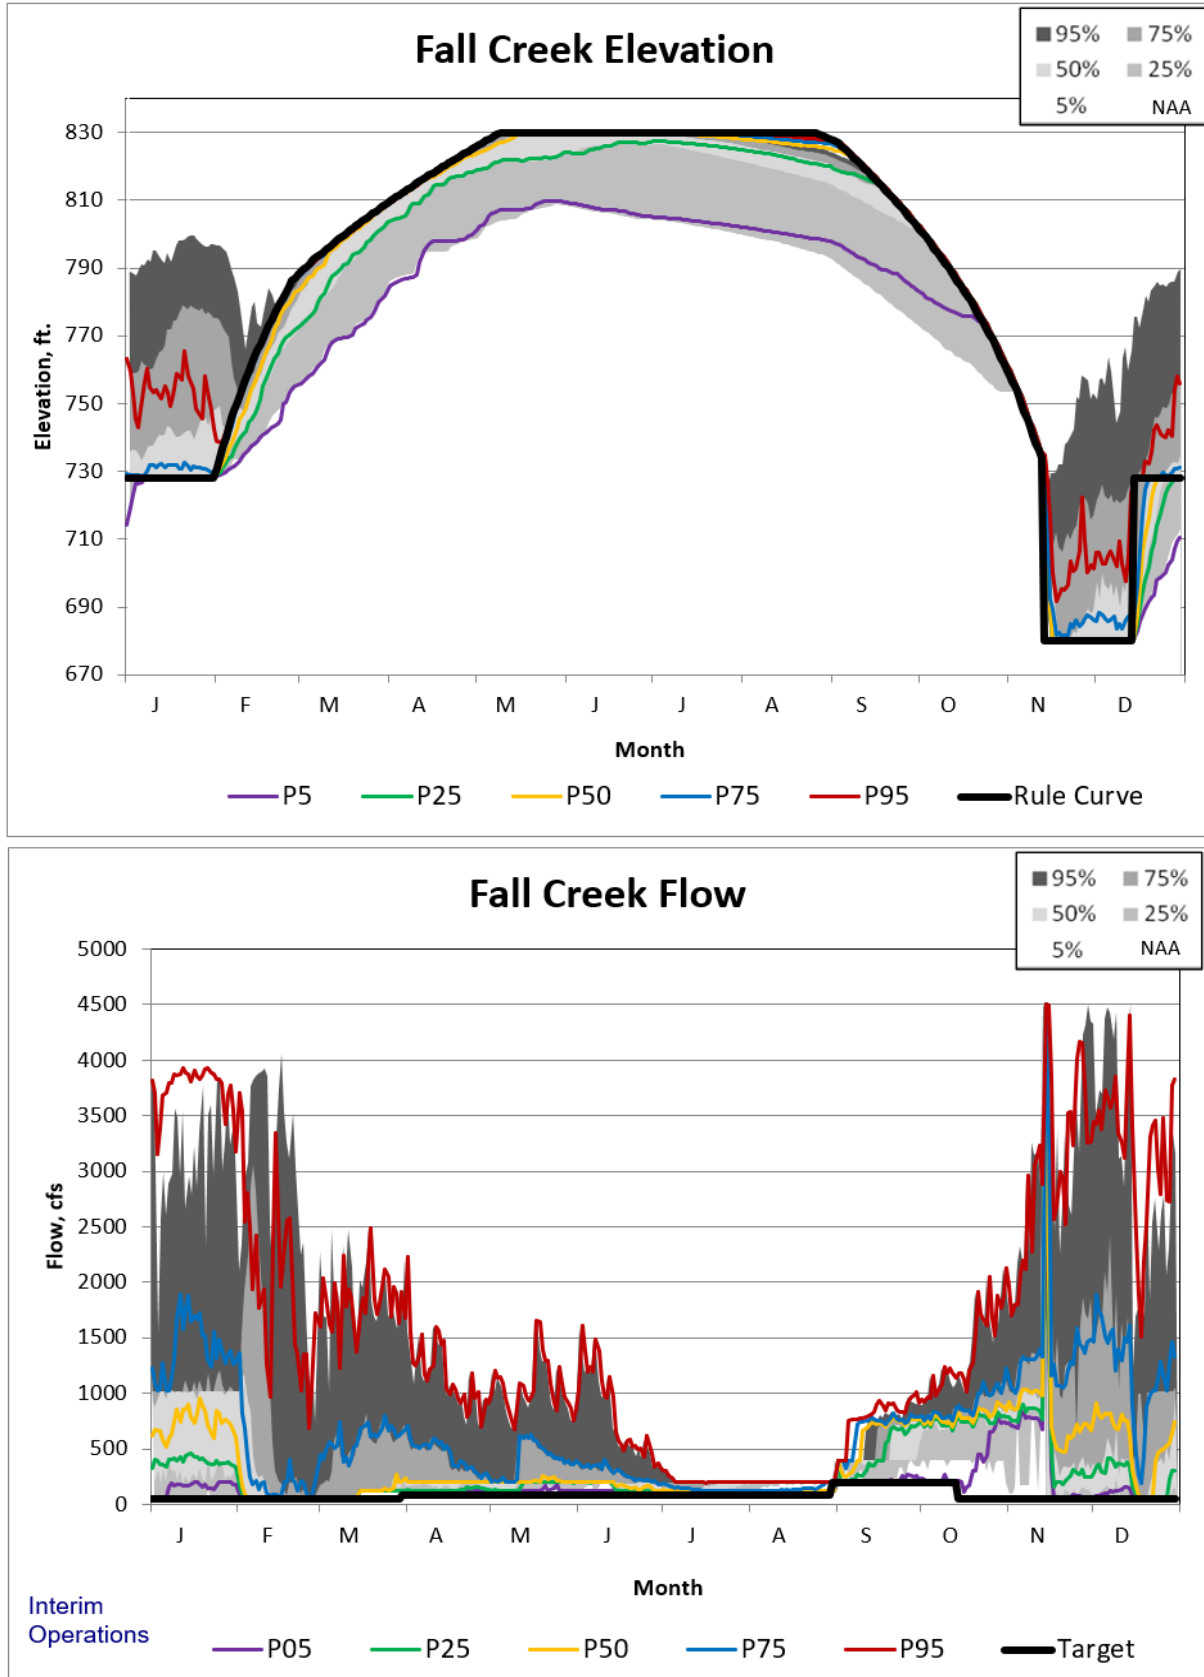 Fall Creek Elevation
95% 75%
50% 25%
5% NAA
830
810
790
770
750
730
710
690
670
Elevation, ft.
J F M A M J J A S O N D
Month
P5 P25 P50 P75 P95 Rule Curve
Fall Creek Flow
95% 75%
50% 25%
5% NAA
5000
4500
4000
3500
3000
2500
2000
1500
1000
500
0
Flow, cfs
J F M A M J J A S O N D
Month
Interim
Operations
P05 P25 P50 P75 P95 Target